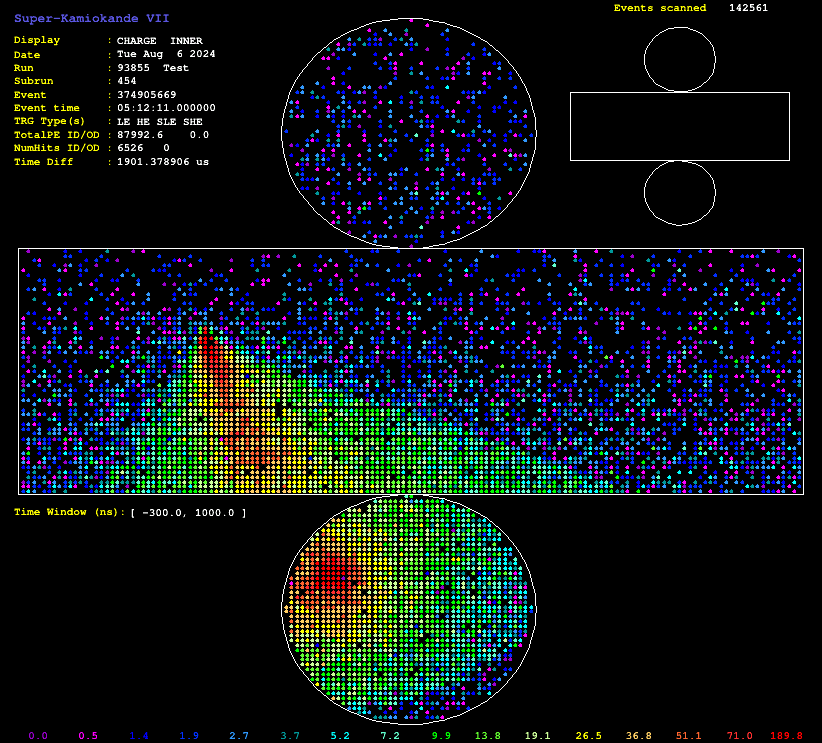 Super-Kamiokande VII
Events scanned 142561
Display : CHARGE INNER
Date : Tue Aug 6 2024
Run : 93855 Test
Subrun : 454
Event : 374905669
Event time : 05:12:11.000000
TRG Type(s) : LE HE SLE SHE
TotalPE ID/OD : 87992.6 0.0
NumHits ID/OD : 6526 0
Time Diff : 1901.378906 us
Time Window (ns): [ -300.0, 1000.0 ]
0.0 0.5 1.4 1.9 2.7 3.7 5.2 7.2 9.9 13.8 19.1 26.5 36.8 51.1 71.0 189.8